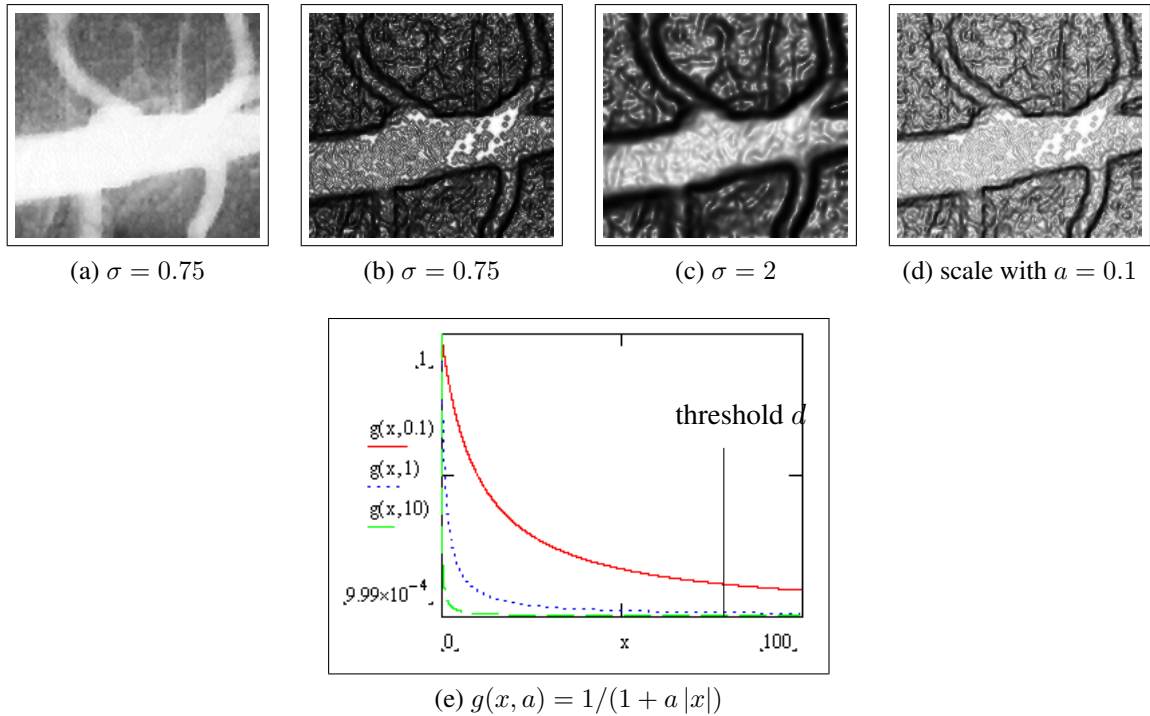 (a) σ = 0.75
(b) σ = 0.75
(c) σ = 2
(d) scale with a = 0.1
1
threshold d
g(x,0.1)
g(x,1)
g(x,10)
9.99×10⁻⁴
0
x
100
(e) g(x, a) = 1/(1 + a |x|)